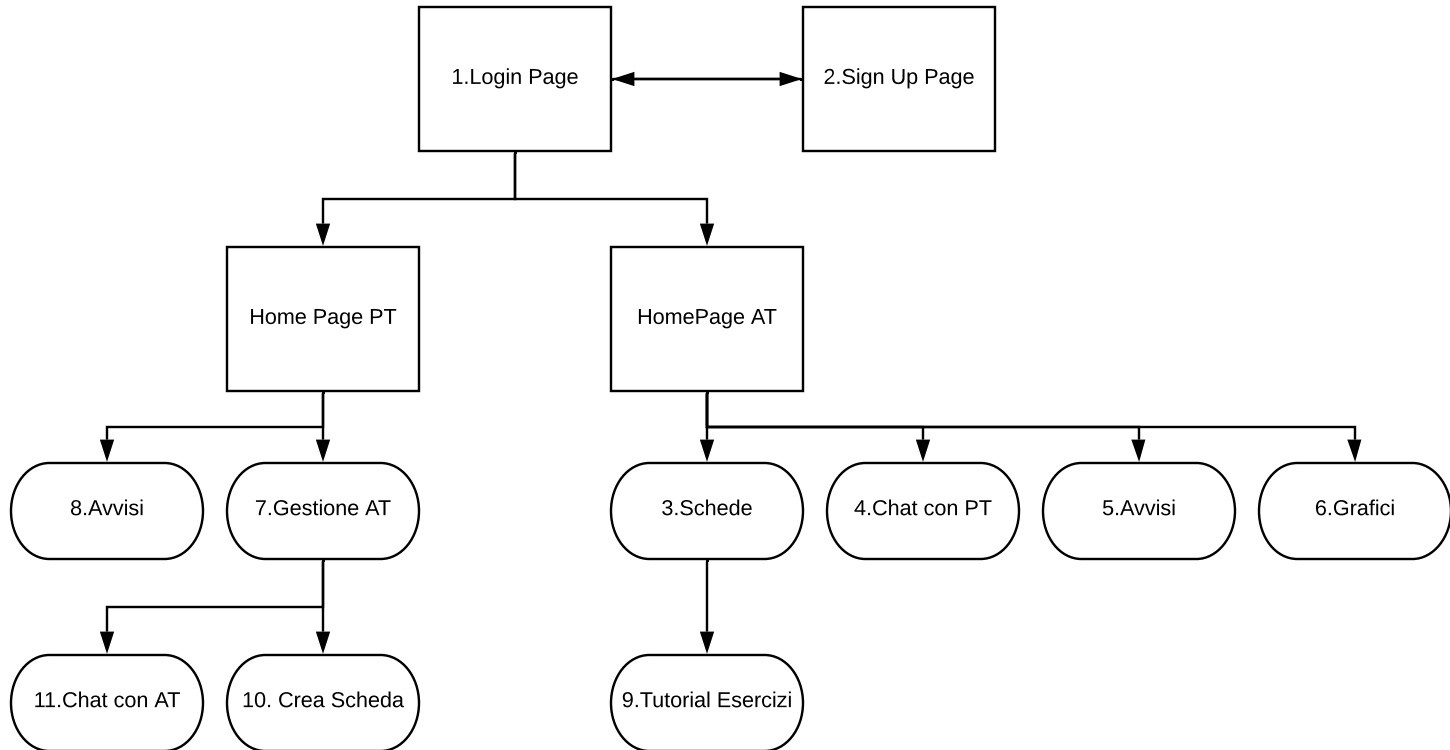 1.Login Page
2.Sign Up Page
Home Page PT
HomePage AT
8.Avvisi
7.Gestione AT
3.Schede
4.Chat con PT
5.Avvisi
6.Grafici
11.Chat con AT
10. Crea Scheda
9.Tutorial Esercizi